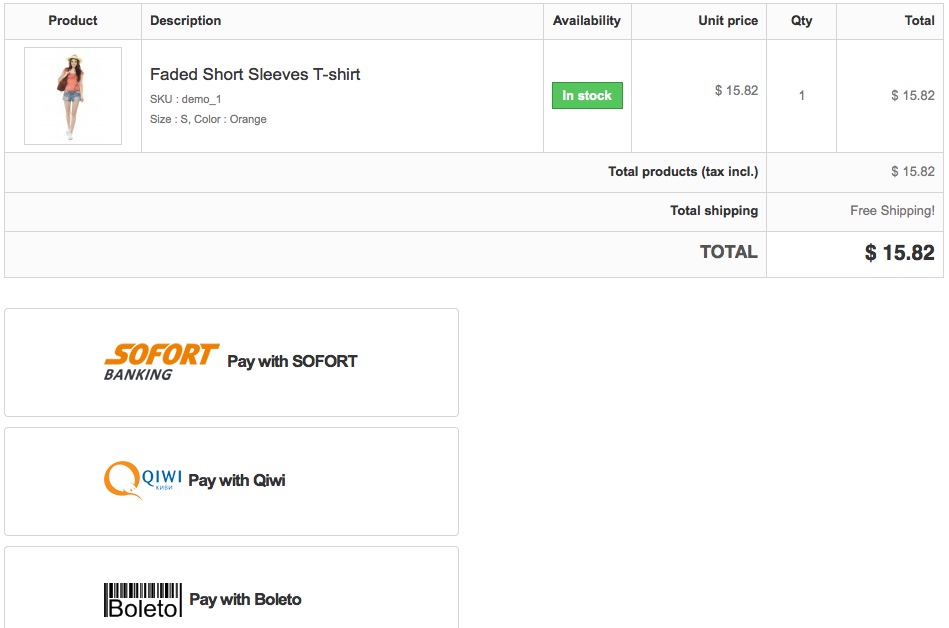 Product Description Availability Unit price Qty Total
Faded Short Sleeves T-shirt
SKU : demo_1
Size : S, Color : Orange
In stock
$ 15.82
1
$ 15.82
Total products (tax incl.) $ 15.82
Total shipping Free Shipping!
TOTAL $ 15.82
SOFORT
BANKING
Pay with SOFORT
QIWI
КИВИ
Pay with Qiwi
Boleto
Pay with Boleto